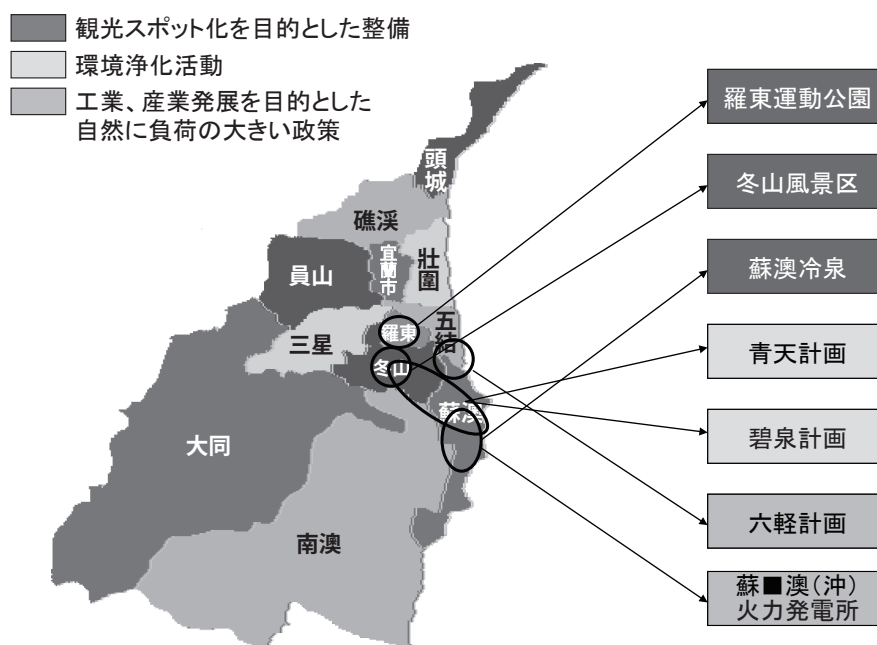 観光スポット化を目的とした整備
環境浄化活動
工業、産業発展を目的とした
自然に負荷の大きい政策
頭城
礁渓
宜蘭市
壯圍
員山
羅東
五結
三星
冬山
蘇澳
大同
南澳
羅東運動公園
冬山風景区
蘇澳冷泉
青天計画
碧泉計画
六軽計画
蘇■澳(沖)
火力発電所